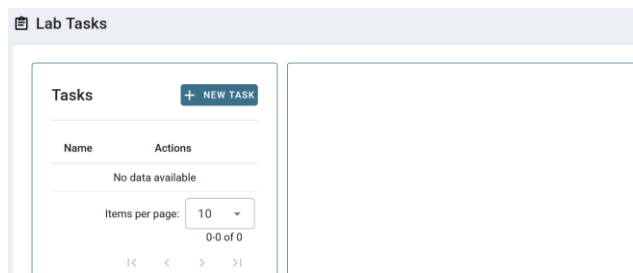 Lab Tasks
Tasks
+ NEW TASK
Name Actions
No data available
Items per page: 10
0-0 of 0